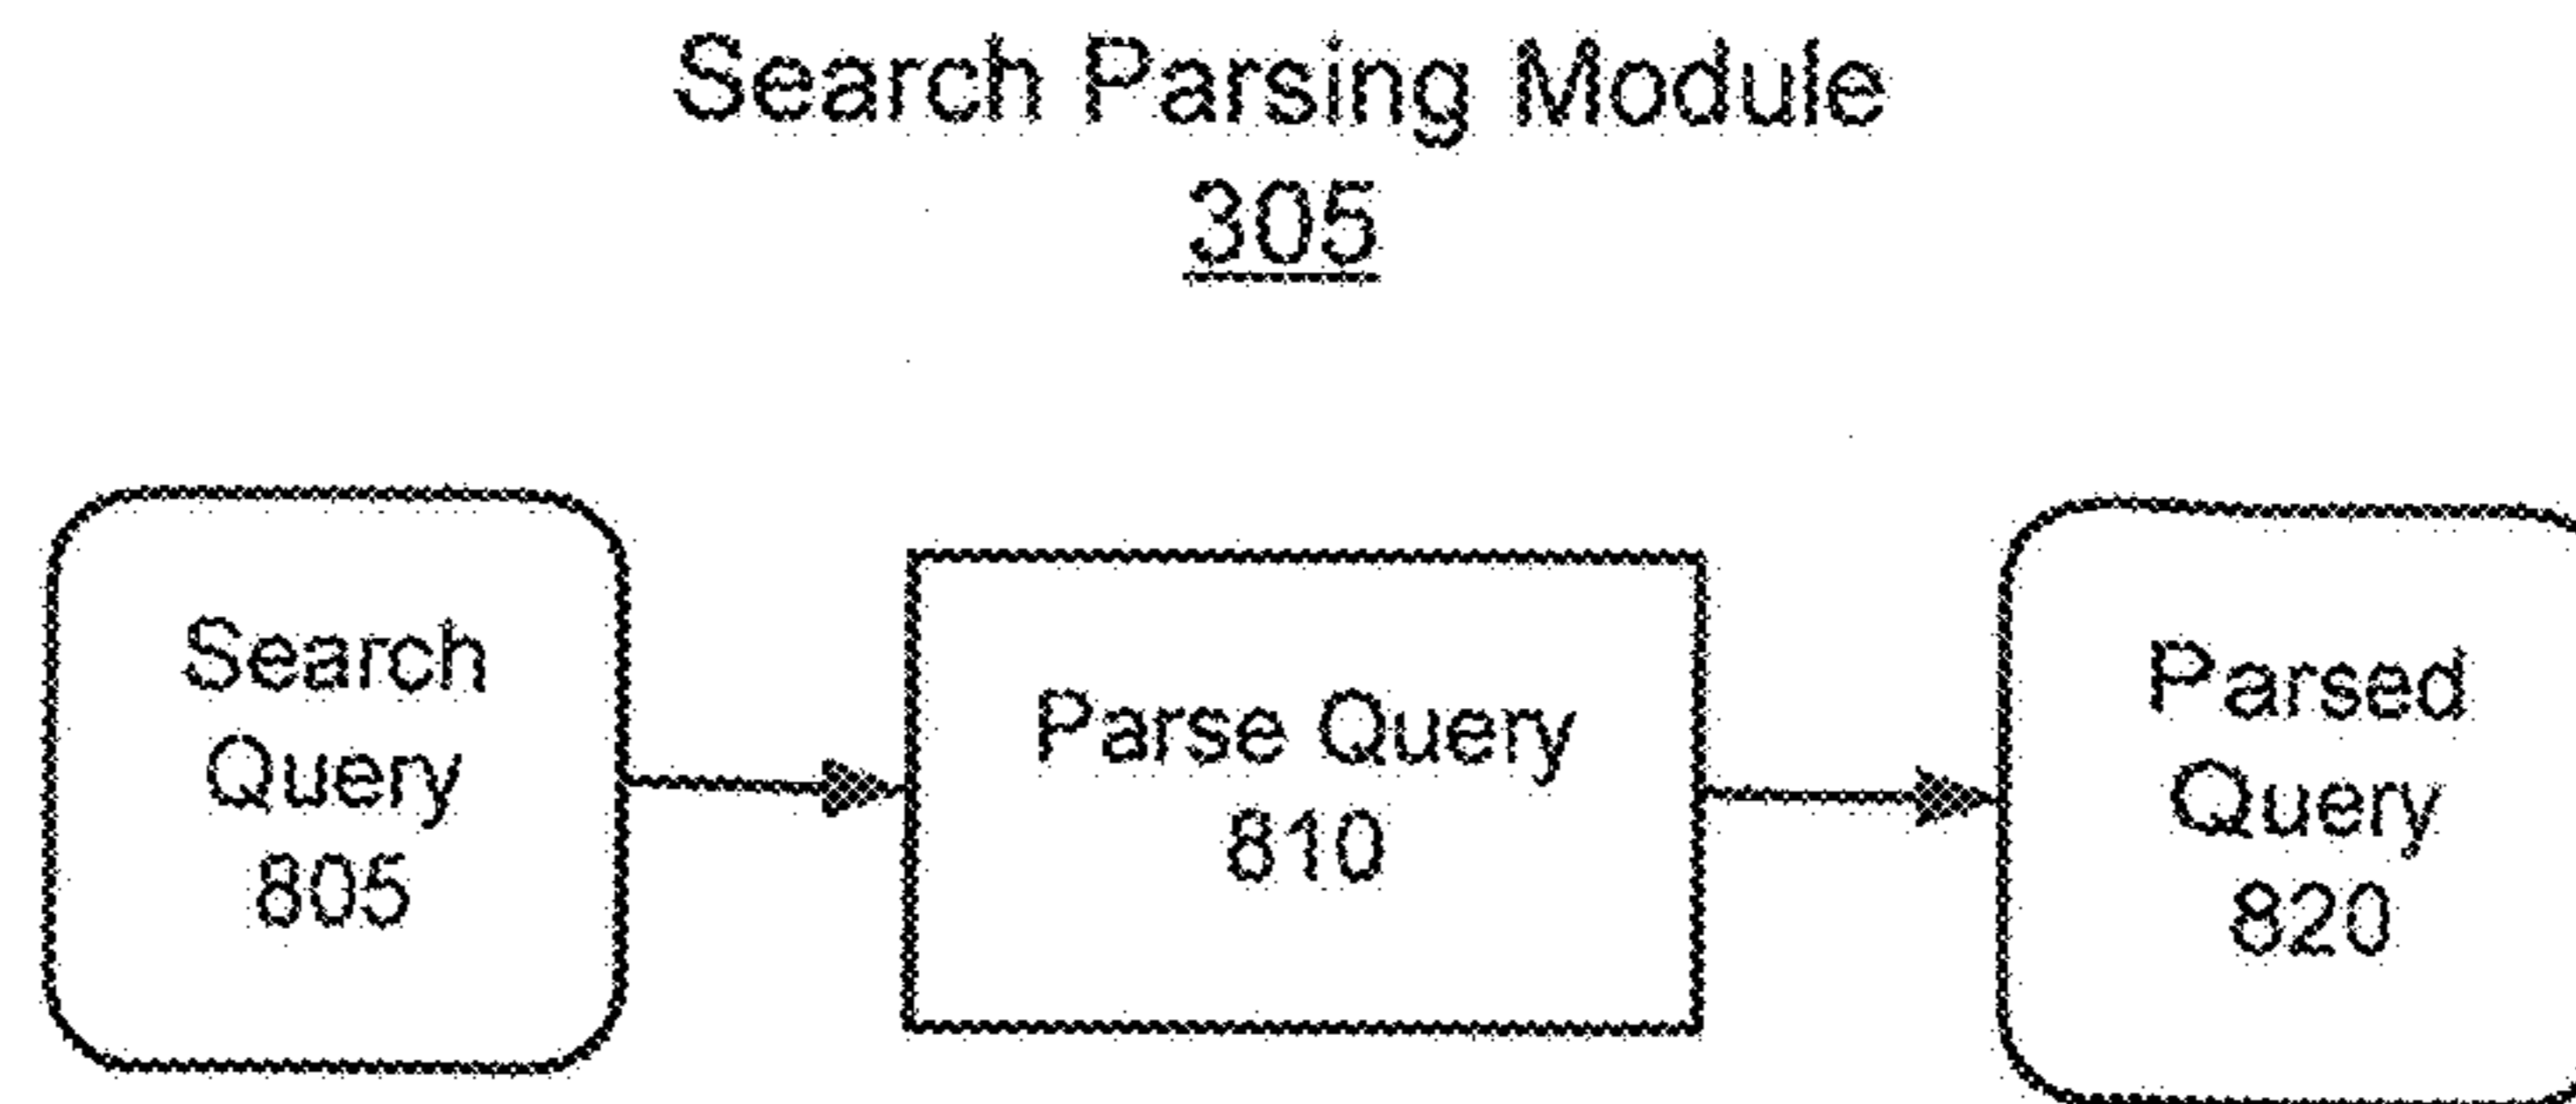 Search Parsing Module
305
Search
Query
805
Parse Query
810
Parsed
Query
820